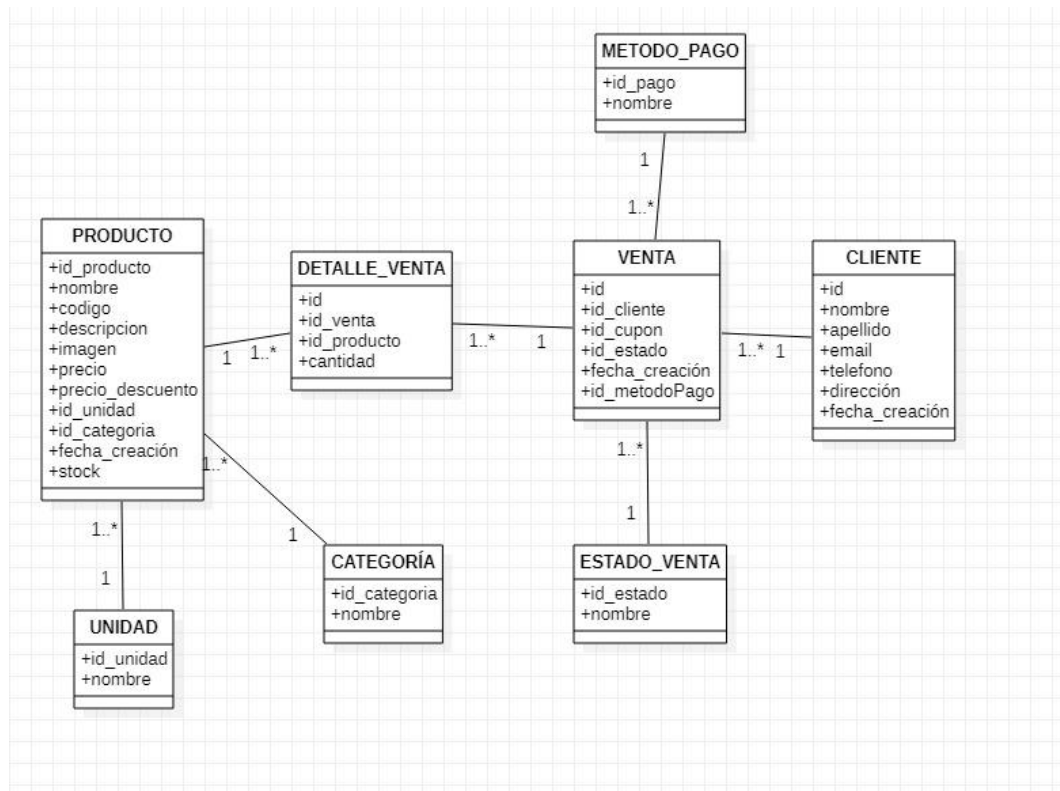 METODO_PAGO
+id_pago
+nombre
1
1..*
PRODUCTO
+id_producto
+nombre
+codigo
+descripcion
+imagen
+precio
+precio_descuento
+id_unidad
+id_categoria
+fecha_creación
+stock
1
1..*
DETALLE_VENTA
+id
+id_venta
+id_producto
+cantidad
1..*
1
VENTA
+id
+id_cliente
+id_cupon
+id_estado
+fecha_creación
+id_metodoPago
1..*
1
CLIENTE
+id
+nombre
+apellido
+email
+telefono
+dirección
+fecha_creación
1..*
1
1..*
1
1..*
1
UNIDAD
+id_unidad
+nombre
CATEGORÍA
+id_categoria
+nombre
ESTADO_VENTA
+id_estado
+nombre